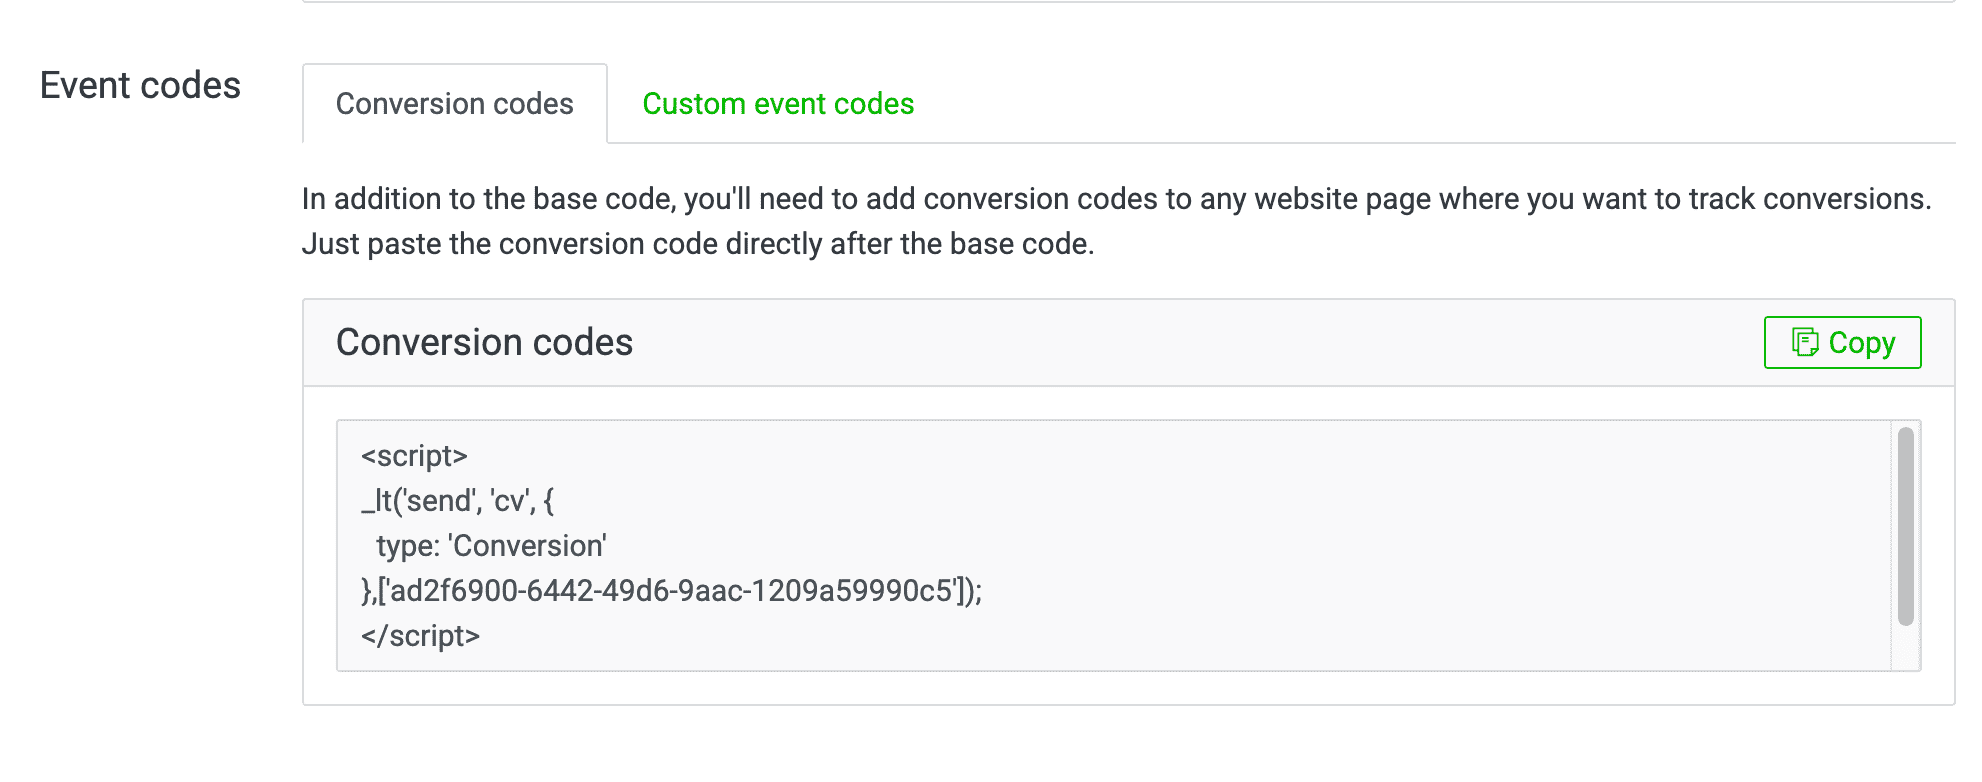 Event codes
Conversion codes
Custom event codes
In addition to the base code, you'll need to add conversion codes to any website page where you want to track conversions.
Just paste the conversion code directly after the base code.
Conversion codes
Copy
<script>
_lt('send', 'cv', {
  type: 'Conversion'
},['ad2f6900-6442-49d6-9aac-1209a59990c5']);
</script>